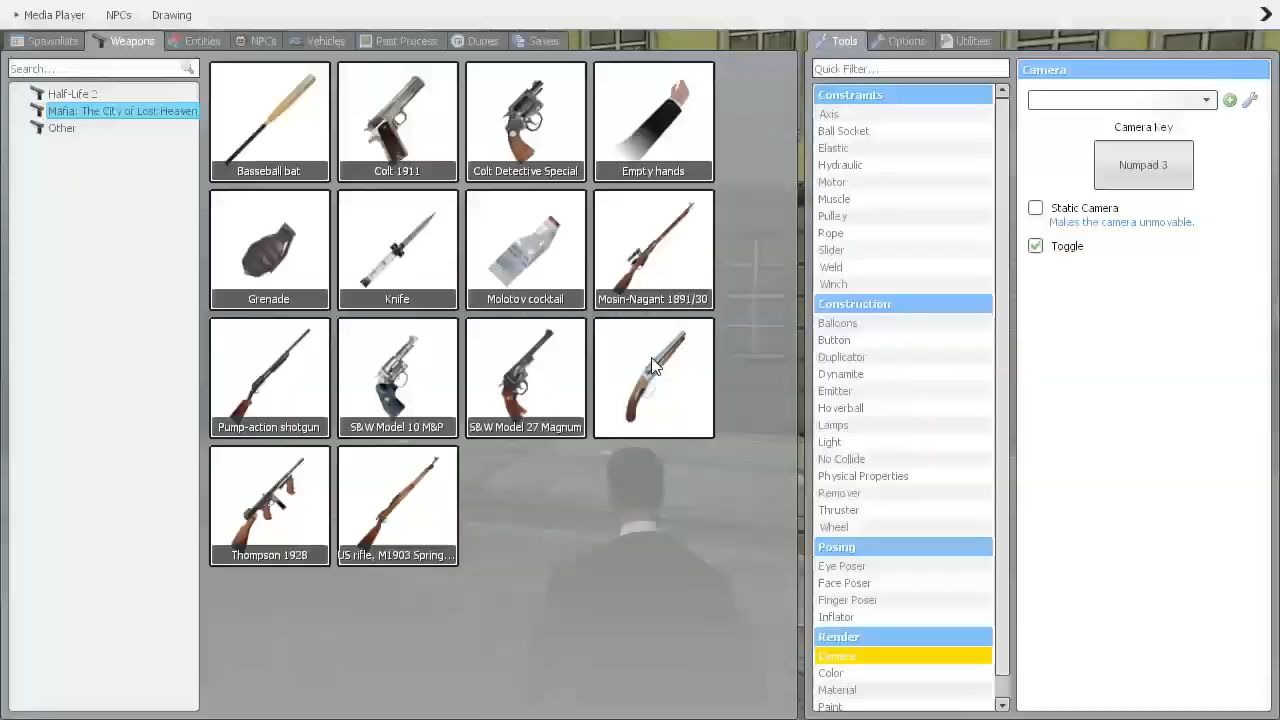 Media Player NPCs Drawing
Spawnlists Weapons Entities NPCs Vehicles Post Process Dupes Saves
Tools Options Utilities
Search...
Half-Life 2
Mafia: The City of Lost Heaven
Other
Basseball bat
Colt 1911
Colt Detective Special
Empty hands
Grenade
Knife
Molotov cocktail
Mosin-Nagant 1891/30
Pump-action shotgun
S&W Model 10 M&P
S&W Model 27 Magnum
Thompson 1928
US rifle, M1903 Spring...
Quick Filter...
Constraints
Axis
Ball Socket
Elastic
Hydraulic
Motor
Muscle
Pulley
Rope
Slider
Weld
Winch
Construction
Balloons
Button
Duplicator
Dynamite
Emitter
Hoverball
Lamps
Light
No Collide
Physical Properties
Remover
Thruster
Wheel
Posing
Eye Poser
Face Poser
Finger Poser
Inflator
Render
Camera
Color
Material
Paint
Camera
Camera Key
Numpad 3
Static Camera
Makes the camera unmovable.
Toggle